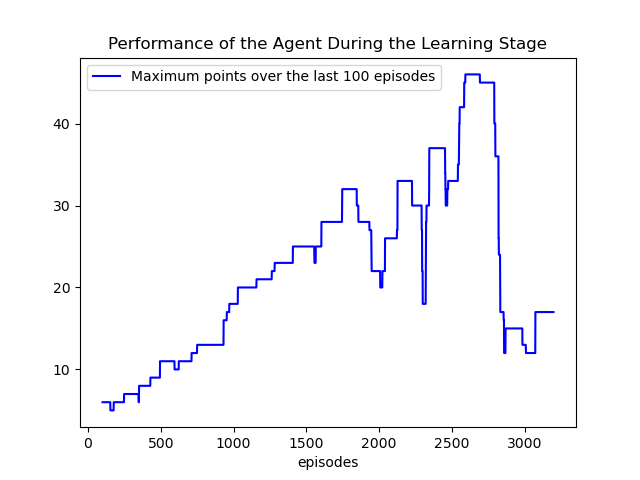 Performance of the Agent During the Learning Stage
Maximum points over the last 100 episodes
40
30
20
10
0 500 1000 1500 2000 2500 3000
episodes